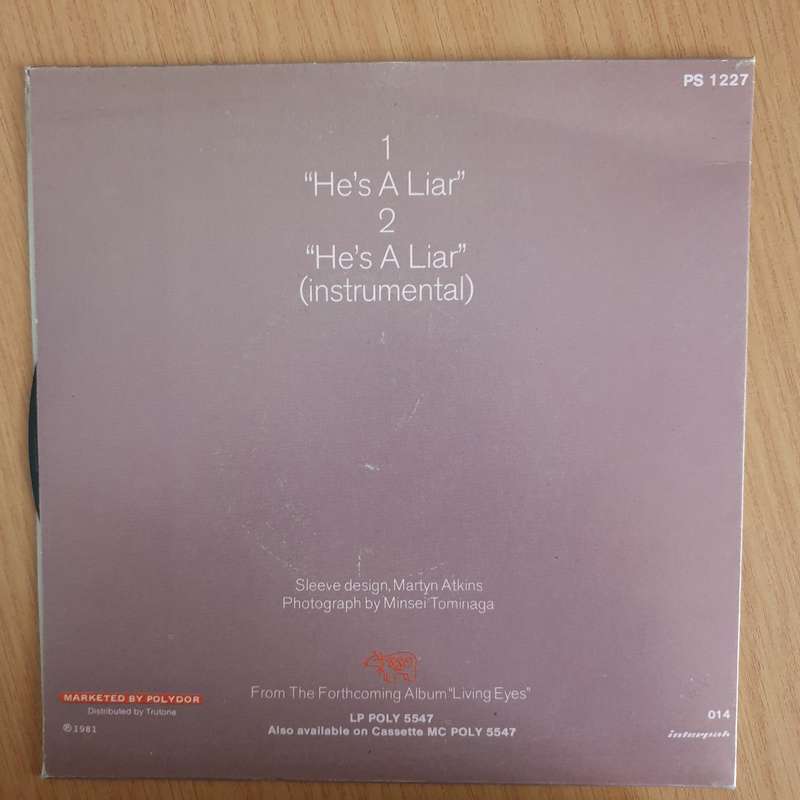 PS 1227
1
“He's A Liar”
2
“He's A Liar”
(instrumental)
Sleeve design, Martyn Atkins
Photograph by Minsei Tominaga
MARKETED BY POLYDOR
Distributed by Trutone
℗1981
From The Forthcoming Album “Living Eyes”
LP POLY 5547
Also available on Cassette MC POLY 5547
014
interpak